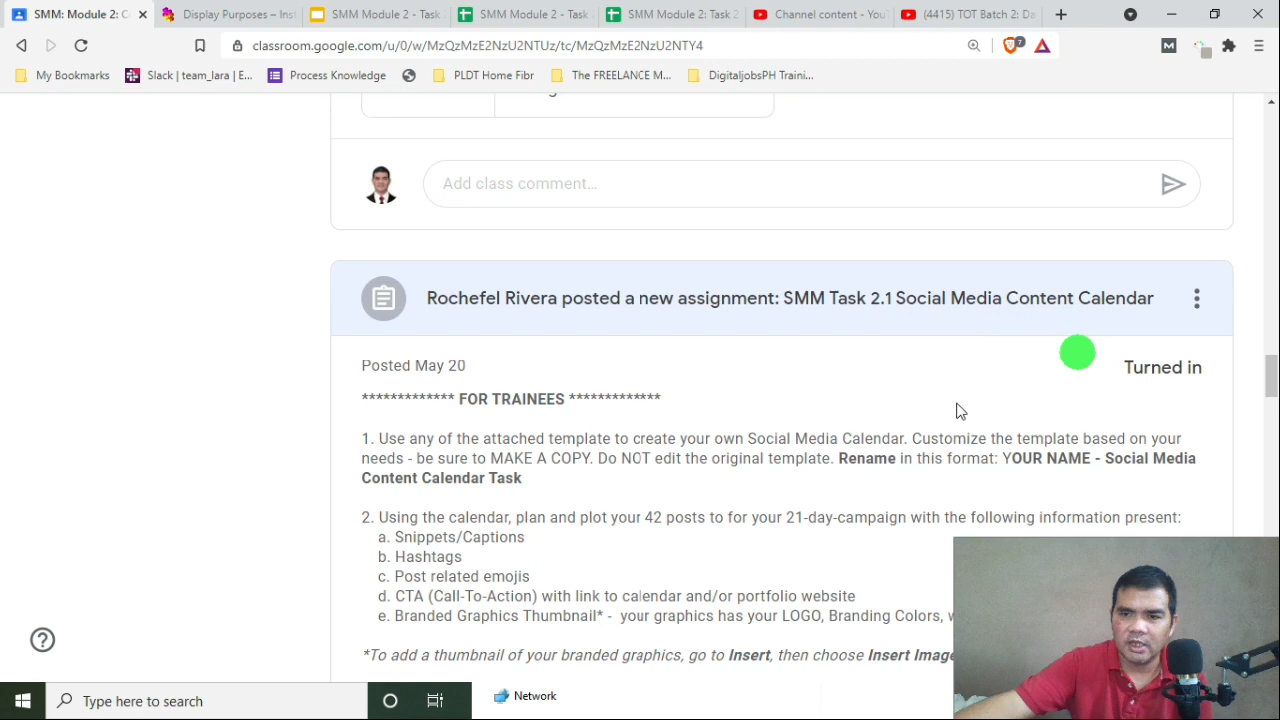 SMM: Module 2: C
Display Purposes – Inst
SMM Module 2 - Task
SMM Module 2 - Task
SMM Module 2: Task 2
Channel content - YouT
(4415) TOT Batch 2: Da
classroom.google.com/u/0/w/MzQzMzE2NzU2NTUz/tc/MzQzMzE2NzU2NTY4
7
M
My Bookmarks
Slack | team_lara | E...
Process Knowledge
PLDT Home Fibr
The FREELANCE M...
DigitaljobsPH Traini...
Add class comment...
Rochefel Rivera posted a new assignment: SMM Task 2.1 Social Media Content Calendar
Posted May 20
Turned in
************* FOR TRAINEES *************
1. Use any of the attached template to create your own Social Media Calendar. Customize the template based on your
needs - be sure to MAKE A COPY. Do NOT edit the original template. Rename in this format: YOUR NAME - Social Media
Content Calendar Task
2. Using the calendar, plan and plot your 42 posts to for your 21-day-campaign with the following information present:
a. Snippets/Captions
b. Hashtags
c. Post related emojis
d. CTA (Call-To-Action) with link to calendar and/or portfolio website
e. Branded Graphics Thumbnail* - your graphics has your LOGO, Branding Colors, w
*To add a thumbnail of your branded graphics, go to Insert, then choose Insert Image
Type here to search
Network